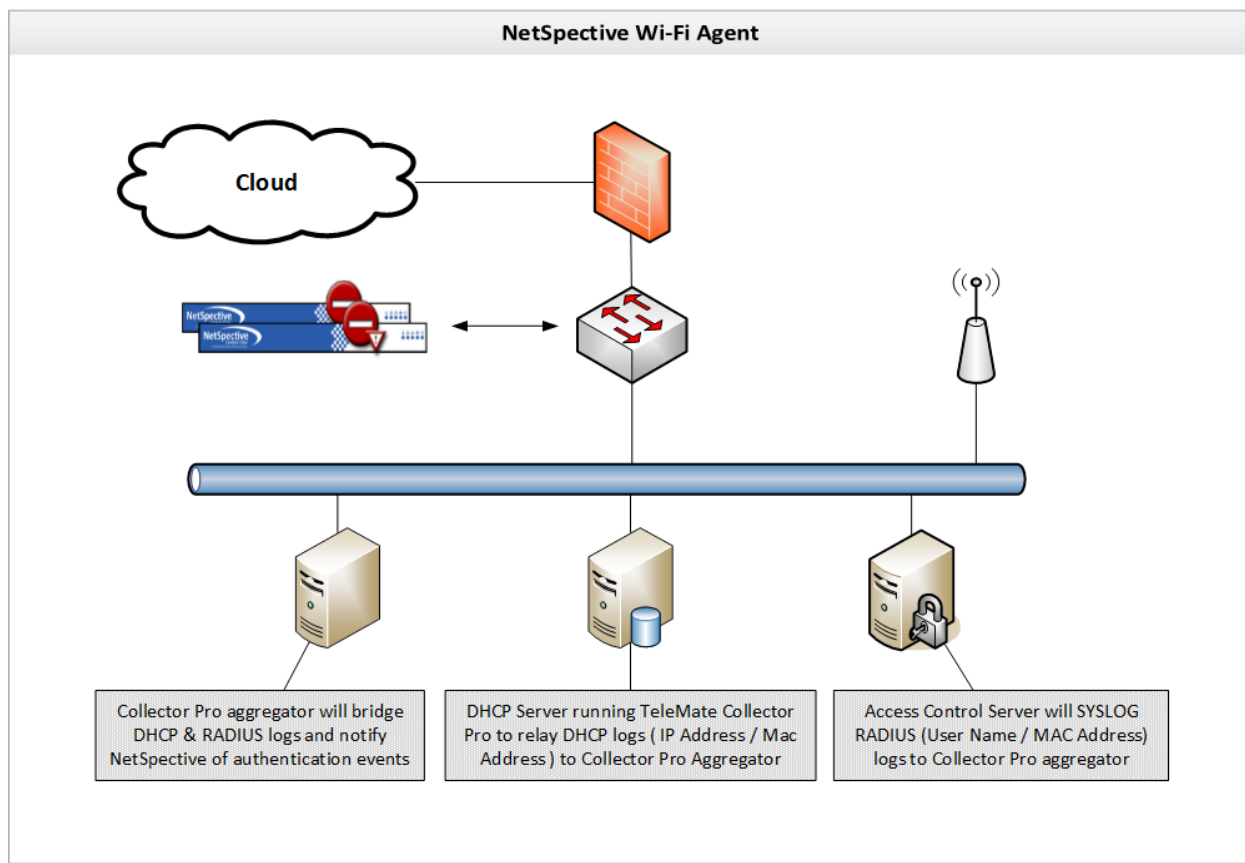 NetSpective Wi-Fi Agent
Cloud
NetSpective
NetSpective
Collector Pro aggregator will bridge
DHCP & RADIUS logs and notify
NetSpective of authentication events
DHCP Server running TeleMate Collector
Pro to relay DHCP logs ( IP Address / Mac
Address ) to Collector Pro Aggregator
Access Control Server will SYSLOG
RADIUS (User Name / MAC Address)
logs to Collector Pro aggregator